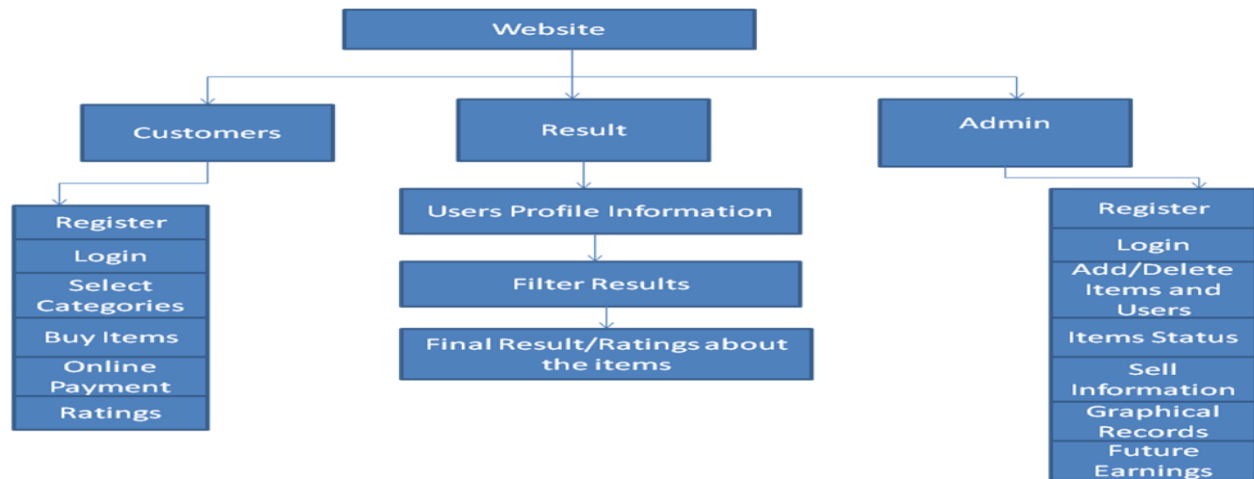 Website
Customers
Result
Admin
Register
Login
Select
Categories
Buy Items
Online
Payment
Ratings
Users Profile Information
Filter Results
Final Result/Ratings about
the items
Register
Login
Add/Delete
Items and
Users
Items Status
Sell
Information
Graphical
Records
Future
Earnings